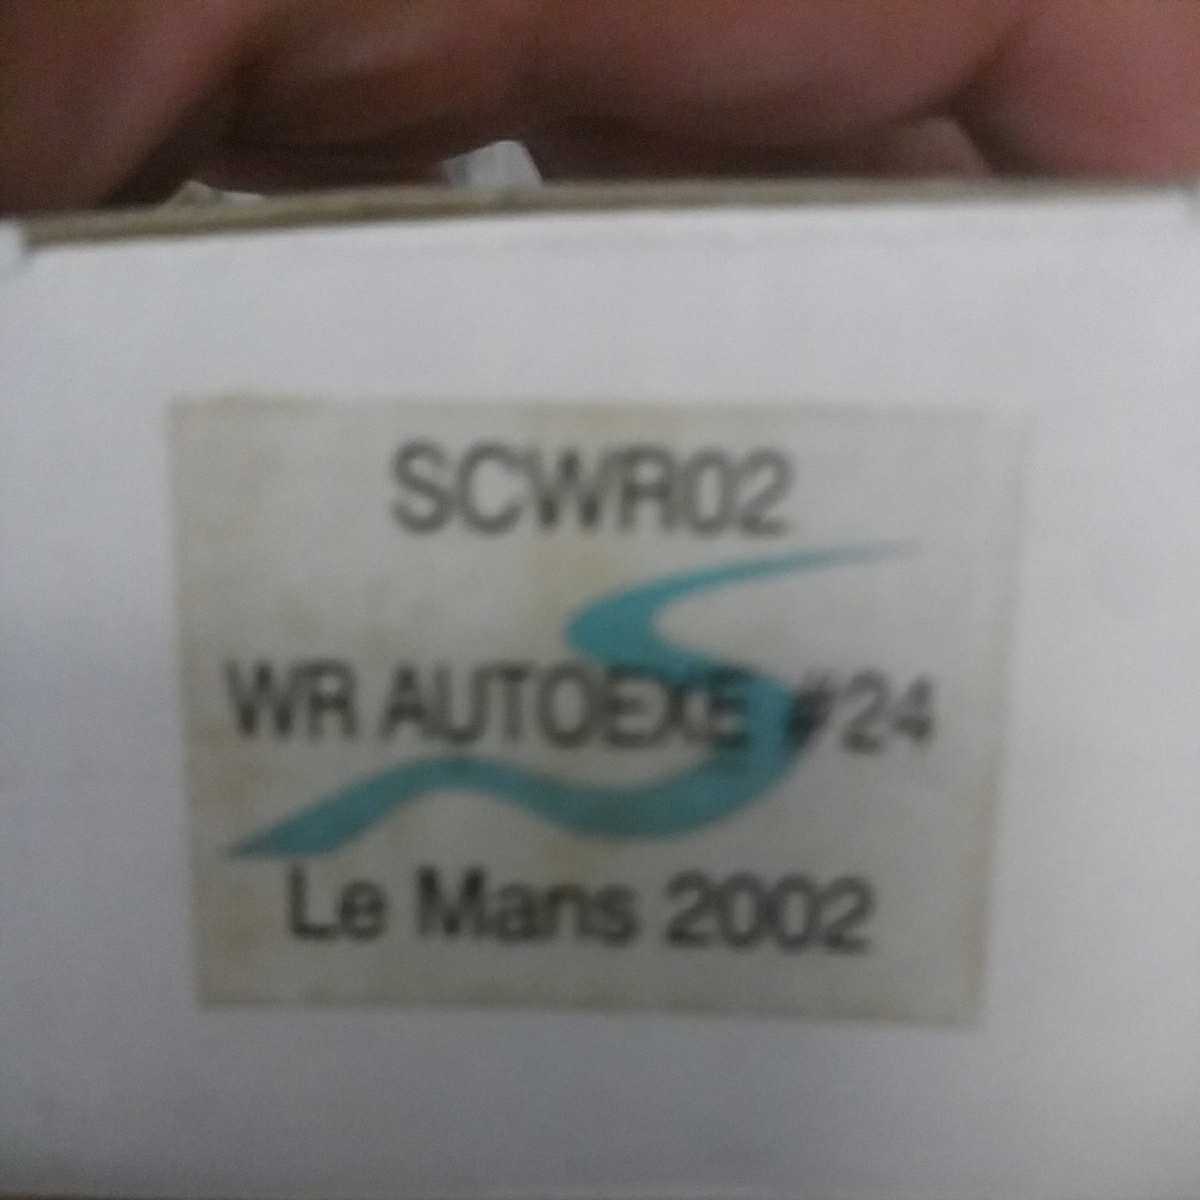 SCWR02
WR AUTOEXE #24
Le Mans 2002